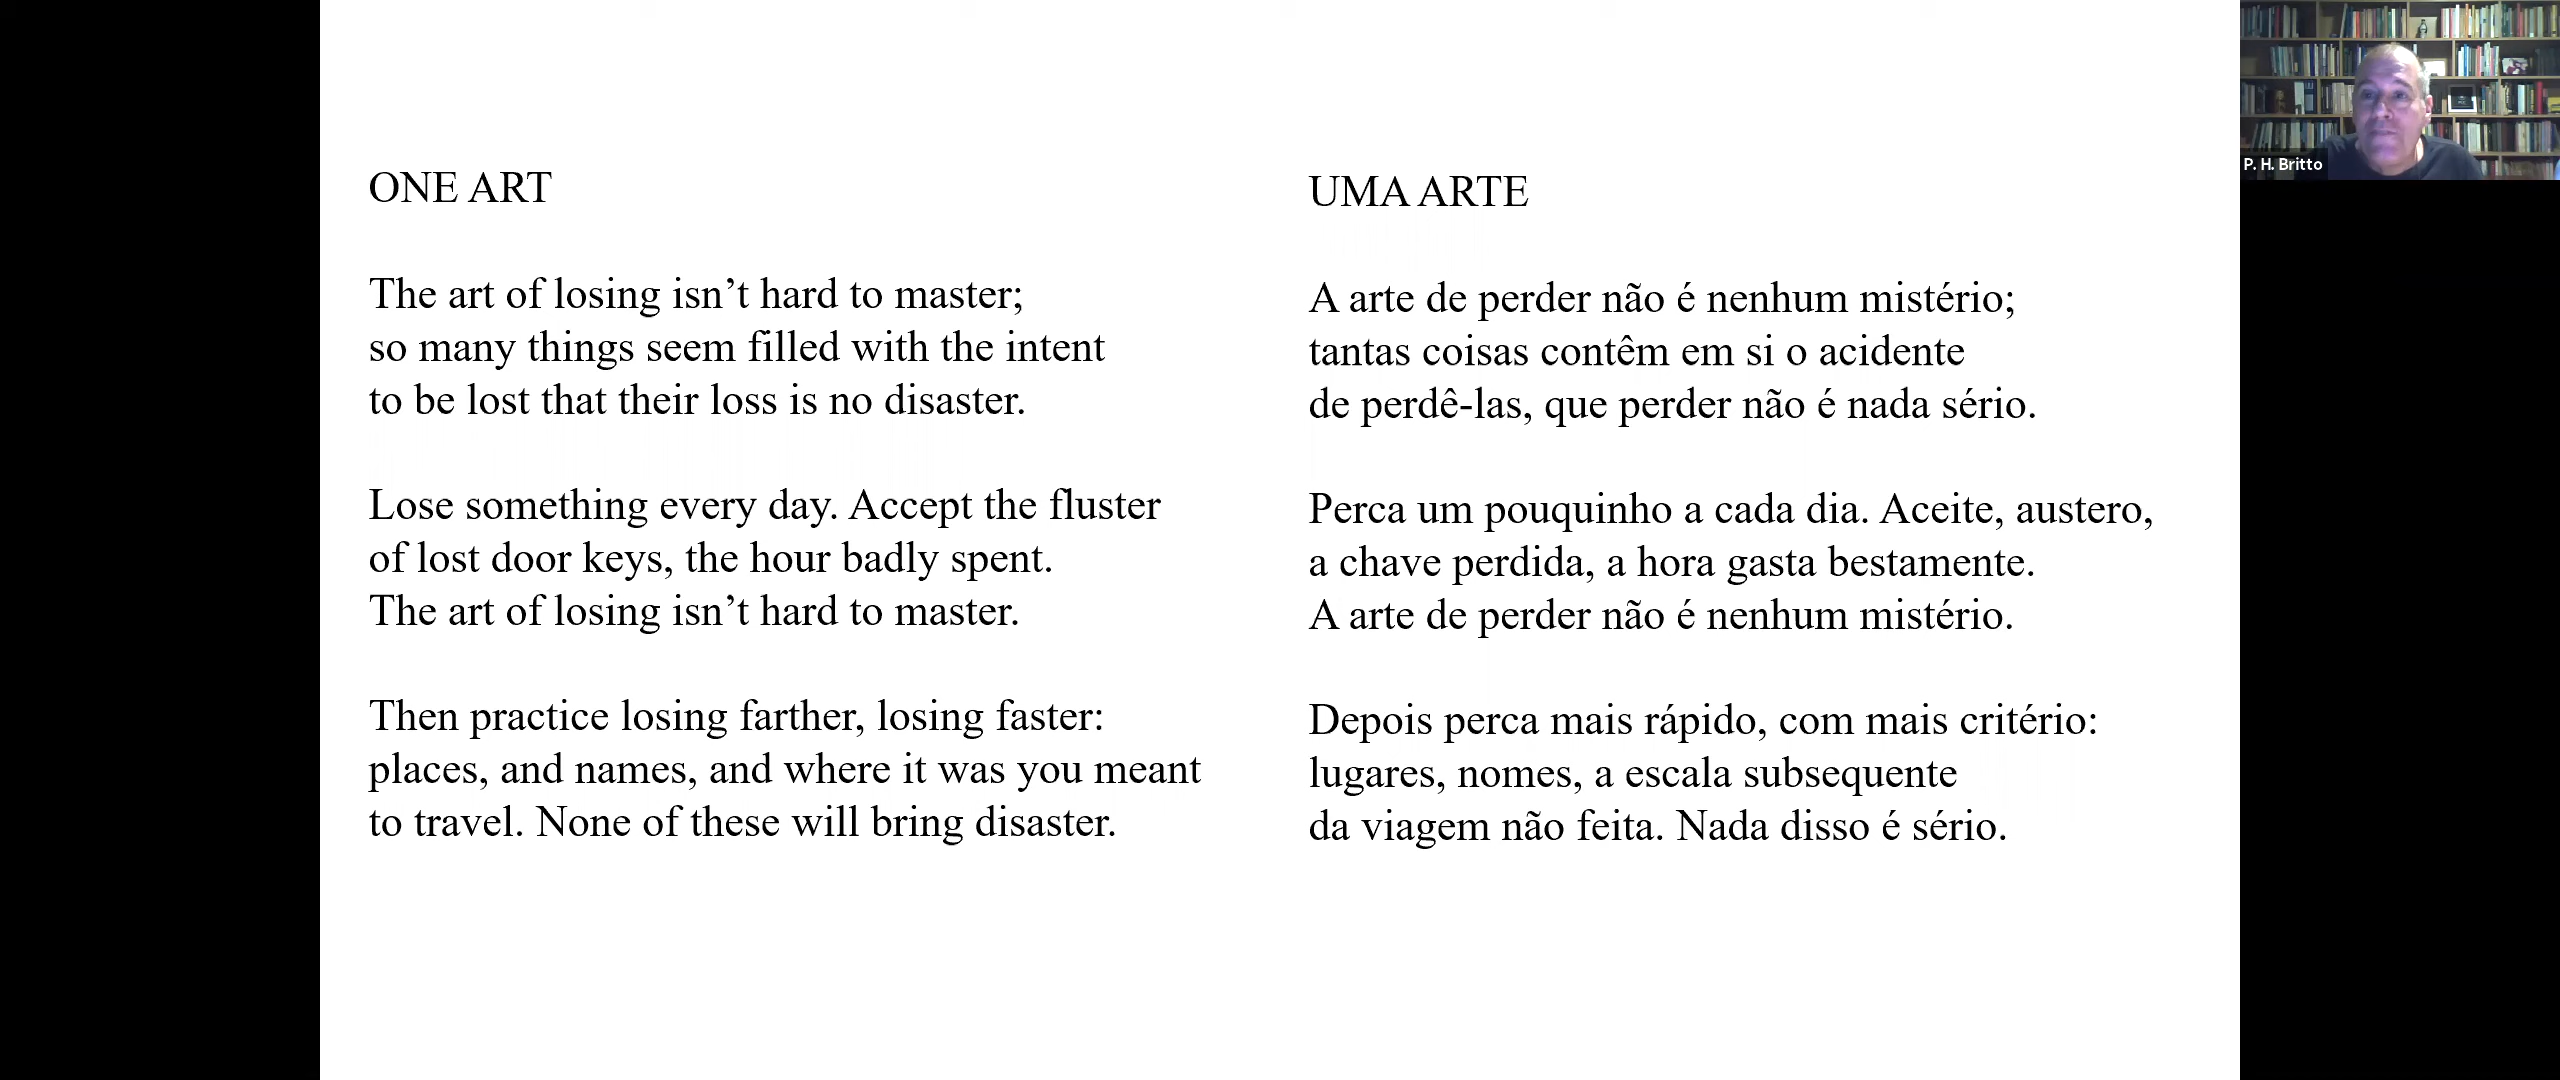 ONE ART
The art of losing isn’t hard to master;
so many things seem filled with the intent
to be lost that their loss is no disaster.
Lose something every day. Accept the fluster
of lost door keys, the hour badly spent.
The art of losing isn’t hard to master.
Then practice losing farther, losing faster:
places, and names, and where it was you meant
to travel. None of these will bring disaster.
UMA ARTE
A arte de perder não é nenhum mistério;
tantas coisas contêm em si o acidente
de perdê-las, que perder não é nada sério.
Perca um pouquinho a cada dia. Aceite, austero,
a chave perdida, a hora gasta bestamente.
A arte de perder não é nenhum mistério.
Depois perca mais rápido, com mais critério:
lugares, nomes, a escala subsequente
da viagem não feita. Nada disso é sério.
P. H. Britto